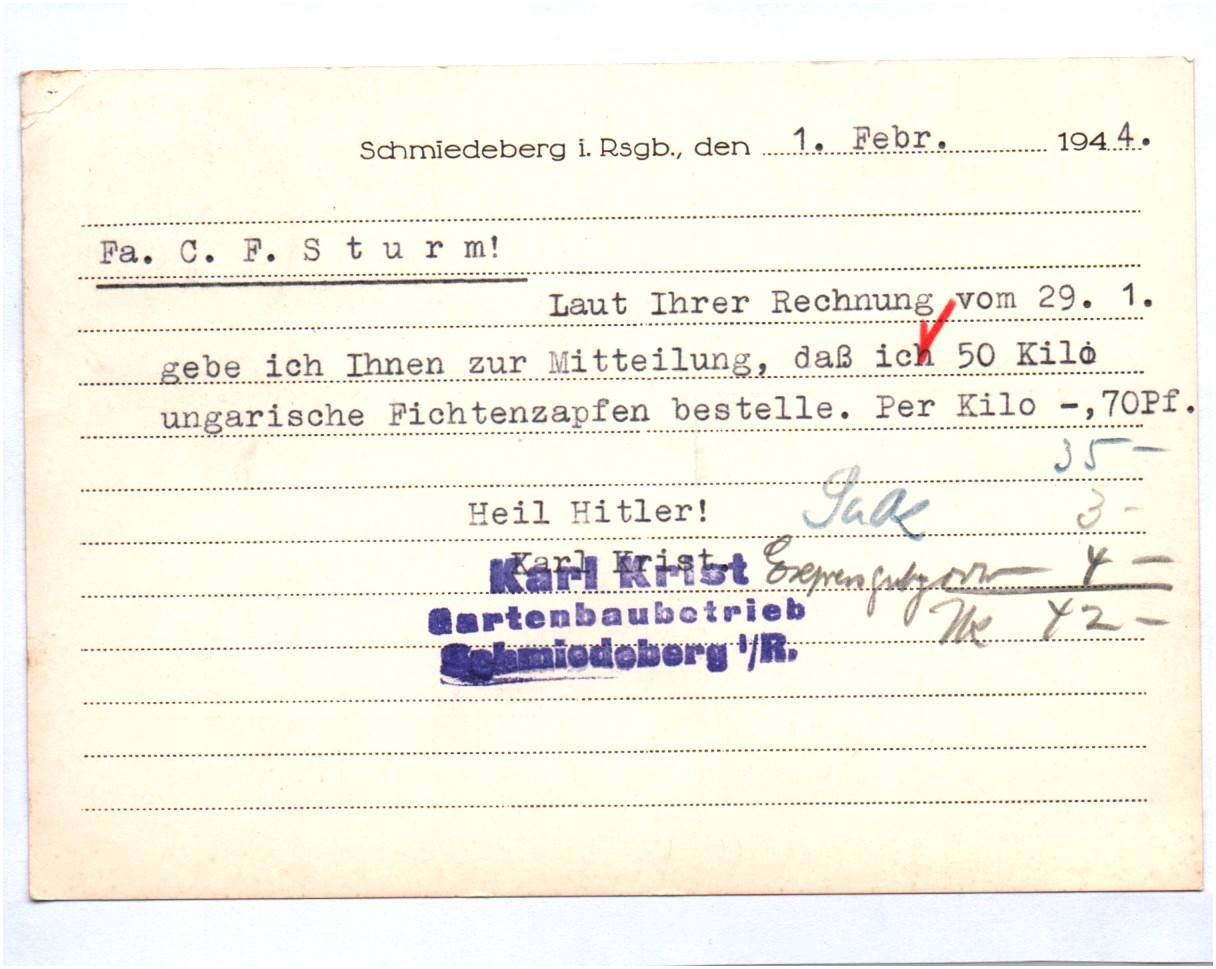 Schmiedeberg i. Rsgb., den 1. Febr. 1944.
Fa. C. F. S t u r m!
Laut Ihrer Rechnung vom 29. 1.
gebe ich Ihnen zur Mitteilung, daß ich 50 Kilo
ungarische Fichtenzapfen bestelle. Per Kilo -,70Pf.
35 –
Heil Hitler! 3 –
Karl Krist.
Karl Krist 4 –
Gartenbaubetrieb
42 –
Schmiedeberg i/R.